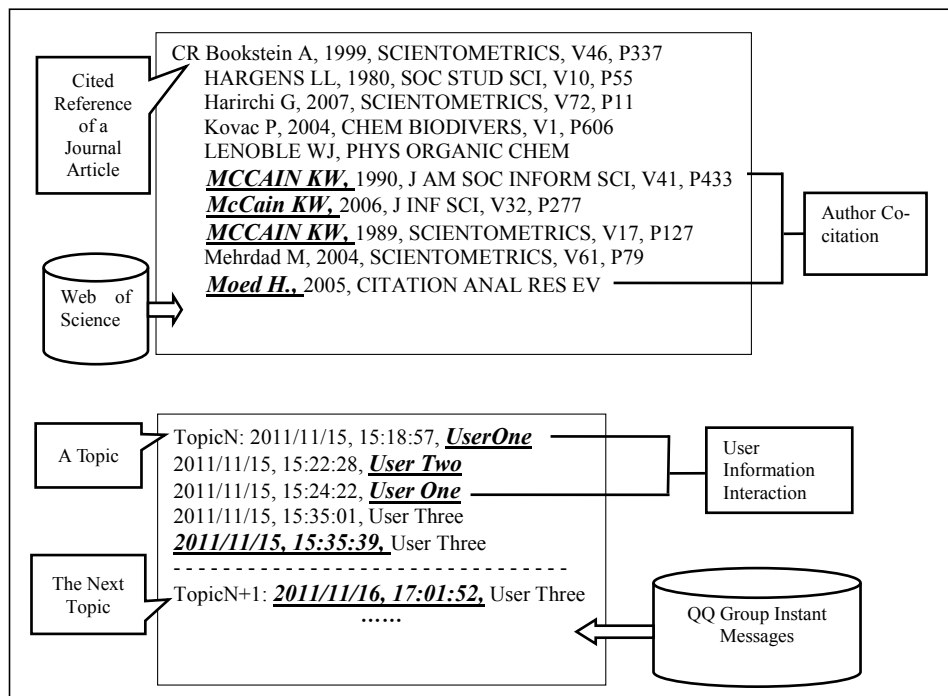 CR Bookstein A, 1999, SCIENTOMETRICS, V46, P337
HARGENS LL, 1980, SOC STUD SCI, V10, P55
Harirchi G, 2007, SCIENTOMETRICS, V72, P11
Kovac P, 2004, CHEM BIODIVERS, V1, P606
LENOBLE WJ, PHYS ORGANIC CHEM
MCCAIN KW, 1990, J AM SOC INFORM SCI, V41, P433
McCain KW, 2006, J INF SCI, V32, P277
MCCAIN KW, 1989, SCIENTOMETRICS, V17, P127
Mehrdad M, 2004, SCIENTOMETRICS, V61, P79
Moed H., 2005, CITATION ANAL RES EV
Cited
Reference
of a
Journal
Article
Web of
Science
Author Co-
citation
TopicN: 2011/11/15, 15:18:57, UserOne
2011/11/15, 15:22:28, User Two
2011/11/15, 15:24:22, User One
2011/11/15, 15:35:01, User Three
2011/11/15, 15:35:39, User Three
- - - - - - - - - - - - - - - - - - - - - - - - - - - - - - - - -
TopicN+1: 2011/11/16, 17:01:52, User Three
……
A Topic
The Next
Topic
User
Information
Interaction
QQ Group Instant
Messages